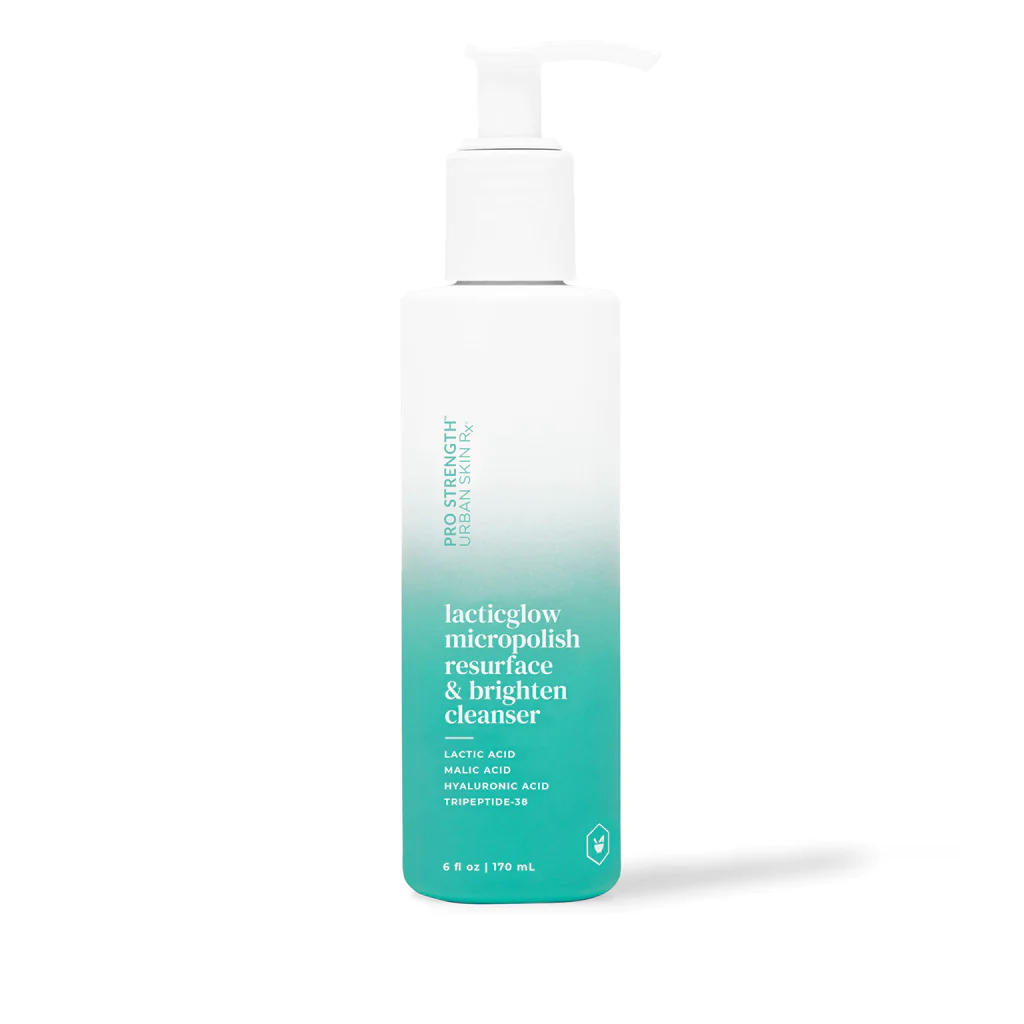 PRO STRENGTH™
URBAN SKIN Rx®
lacticglow
micropolish
resurface
& brighten
cleanser
LACTIC ACID
MALIC ACID
HYALURONIC ACID
TRIPEPTIDE-38
6 fl oz | 170 mL